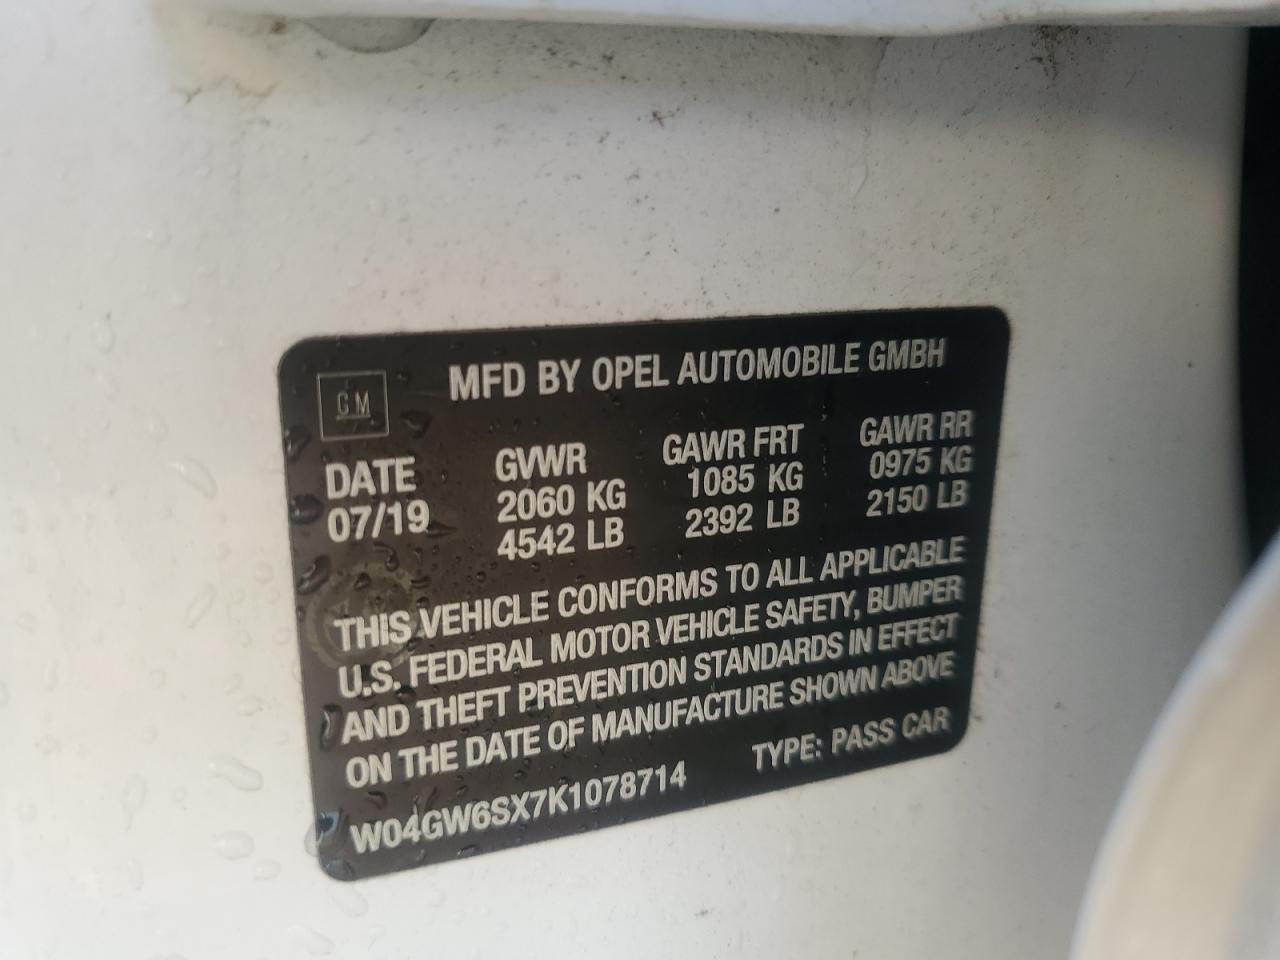 GM
MFD BY OPEL AUTOMOBILE GMBH
DATE GVWR GAWR FRT GAWR RR
07/19 2060 KG 1085 KG 0975 KG
4542 LB 2392 LB 2150 LB
THIS VEHICLE CONFORMS TO ALL APPLICABLE
U.S. FEDERAL MOTOR VEHICLE SAFETY, BUMPER
AND THEFT PREVENTION STANDARDS IN EFFECT
ON THE DATE OF MANUFACTURE SHOWN ABOVE
W04GW6SX7K1078714 TYPE: PASS CAR